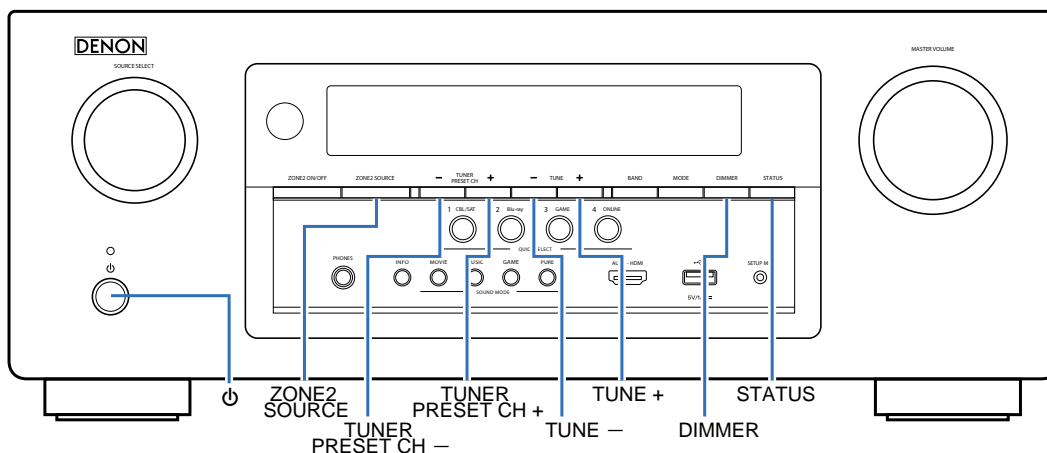 DENON
SOURCE SELECT
MASTER VOLUME
ZONE2 ON/OFF ZONE2 SOURCE − TUNER PRESET CH + − TUNE + BAND MODE DIMMER STATUS
1 CBL/SAT 2 Blu-ray 3 GAME 4 ONLINE
PHONES INFO MOVIE GAME PURE - HDMI SETUP M
SOUND MODE
ZONE2
SOURCE
TUNER
PRESET CH −
TUNER
PRESET CH +
TUNE −
TUNE +
DIMMER
STATUS